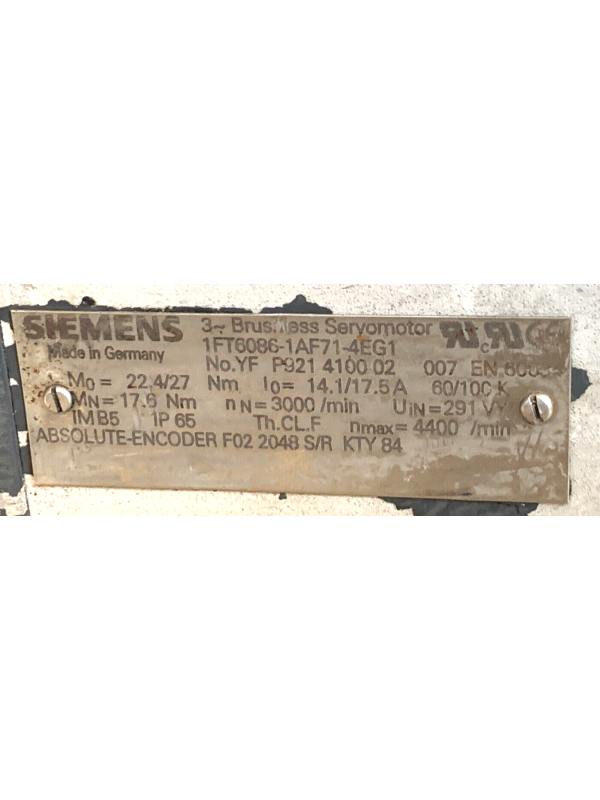 SIEMENS 3~ Brushless Servomotor
Made in Germany 1FT6086-1AF71-4EG1
No.YF P921 4100 02 007 EN
M0 = 22.4/27 Nm I0 = 14.1/17.5 A 60/100 K
MN = 17.6 Nm nN = 3000 /min UiN = 291 V
IM B5 IP 65 Th.CL.F nmax = 4400 /min
ABSOLUTE-ENCODER F02 2048 S/R KTY 84